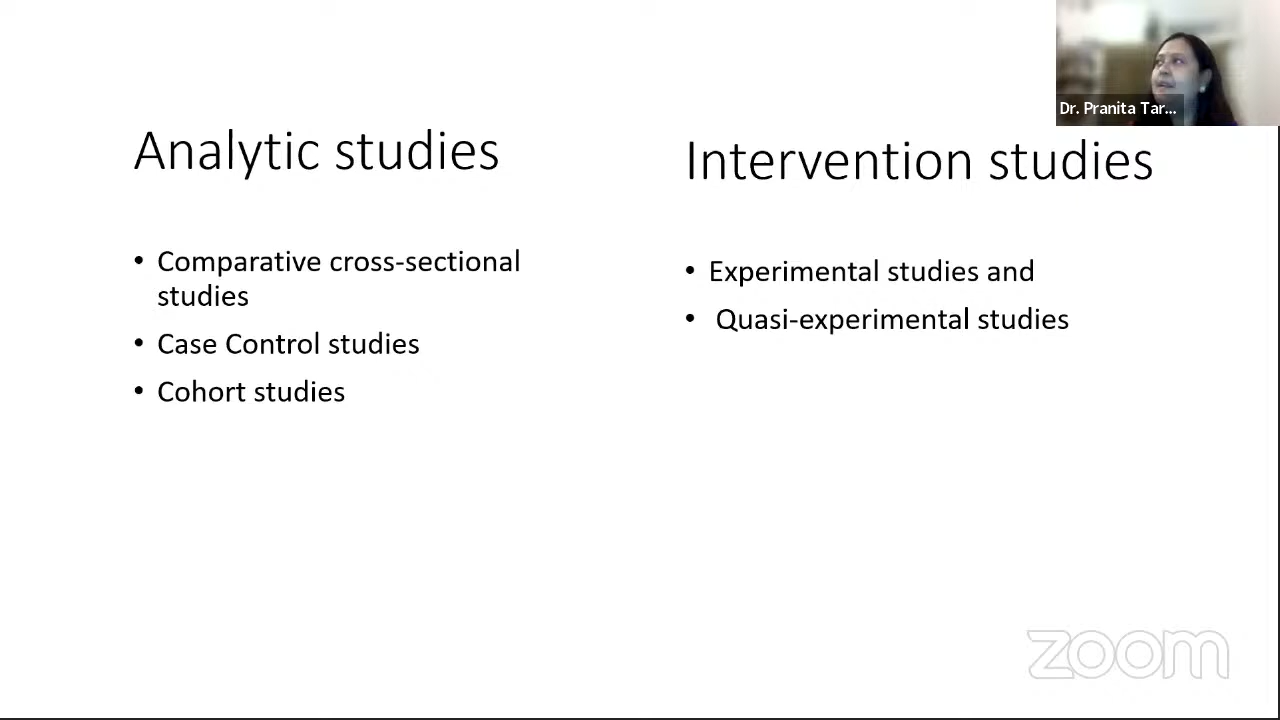 Dr. Pranita Tar...
Analytic studies
• Comparative cross-sectional
studies
• Case Control studies
• Cohort studies
Intervention studies
• Experimental studies and
• Quasi-experimental studies
zoom